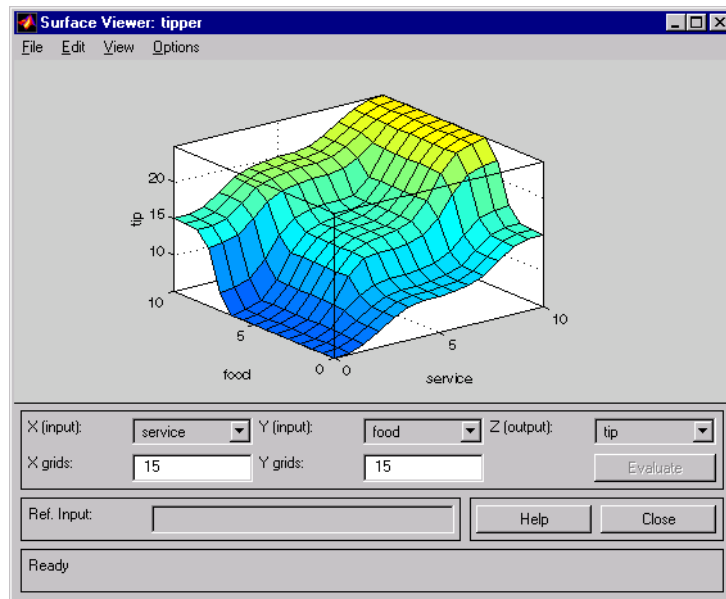 Surface Viewer: tipper
File Edit View Options
20
15
10
tip
10
5
0
food
0
5
10
service
X (input): service Y (input): food Z (output): tip
X grids: 15 Y grids: 15 Evaluate
Ref. Input: Help Close
Ready